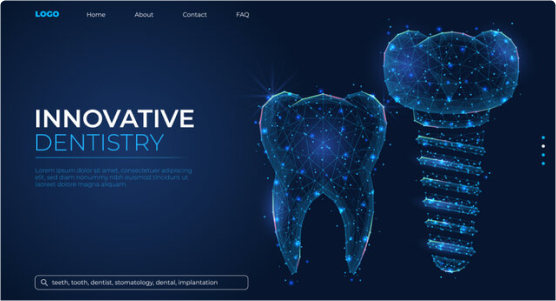 LOGO
Home
About
Contact
FAQ
INNOVATIVE
DENTISTRY
Lorem ipsum dolor sit amet, consectetur adipiscing
elit, sed diam nonummy nibh euismod tincidunt ut
laoreet dolore magna aliquam
teeth, tooth, dentist, stomatology, dental, implantation